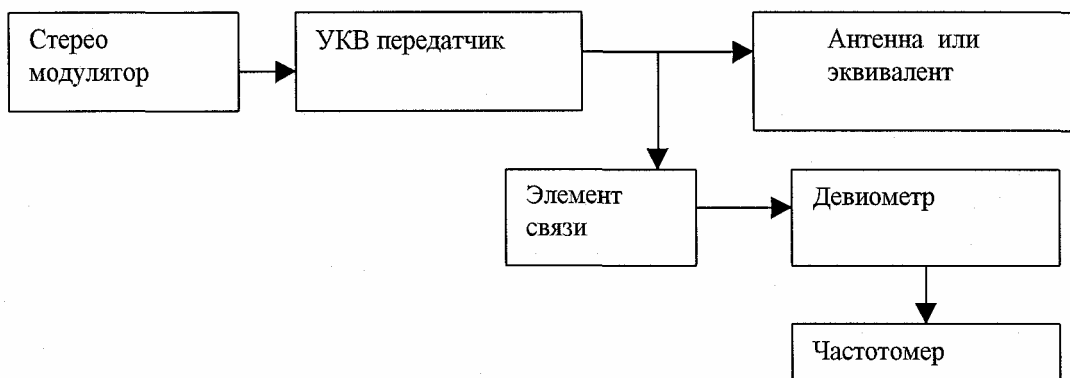 Стерео
модулятор
УКВ передатчик
Антенна или
эквивалент
Элемент
связи
Девиометр
Частотомер